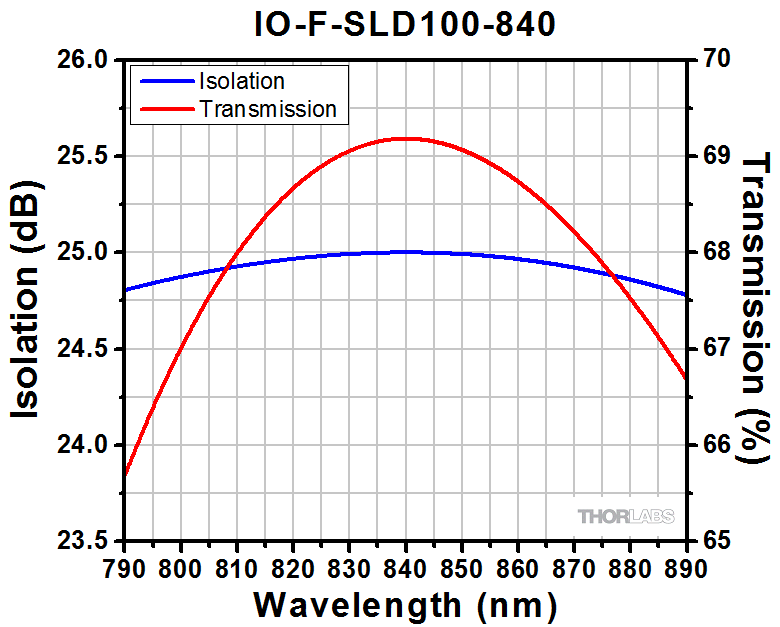 IO-F-SLD100-840
Isolation
Transmission
26.0
25.5
25.0
24.5
24.0
23.5
Isolation (dB)
70
69
68
67
66
65
Transmission (%)
THORLABS
790 800 810 820 830 840 850 860 870 880 890
Wavelength (nm)